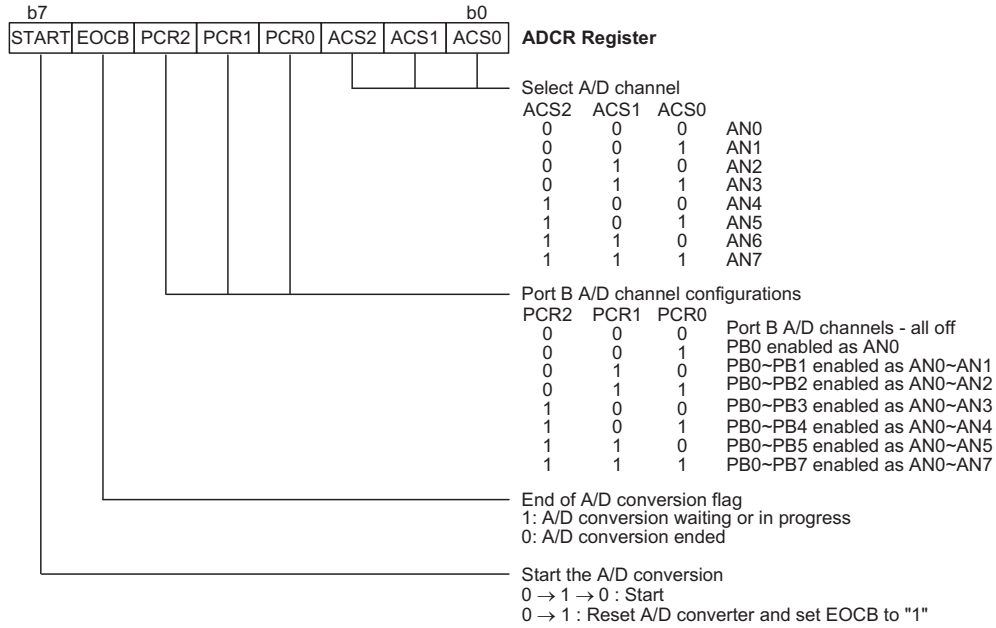 b7 b0
START EOCB PCR2 PCR1 PCR0 ACS2 ACS1 ACS0 ADCR Register
Select A/D channel
ACS2 ACS1 ACS0
0 0 0 AN0
0 0 1 AN1
0 1 0 AN2
0 1 1 AN3
1 0 0 AN4
1 0 1 AN5
1 1 0 AN6
1 1 1 AN7
Port B A/D channel configurations
PCR2 PCR1 PCR0
0 0 0 Port B A/D channels - all off
0 0 1 PB0 enabled as AN0
0 1 0 PB0~PB1 enabled as AN0~AN1
0 1 1 PB0~PB2 enabled as AN0~AN2
1 0 0 PB0~PB3 enabled as AN0~AN3
1 0 1 PB0~PB4 enabled as AN0~AN4
1 1 0 PB0~PB5 enabled as AN0~AN5
1 1 1 PB0~PB7 enabled as AN0~AN7
End of A/D conversion flag
1: A/D conversion waiting or in progress
0: A/D conversion ended
Start the A/D conversion
0 → 1 → 0 : Start
0 → 1 : Reset A/D converter and set EOCB to "1"